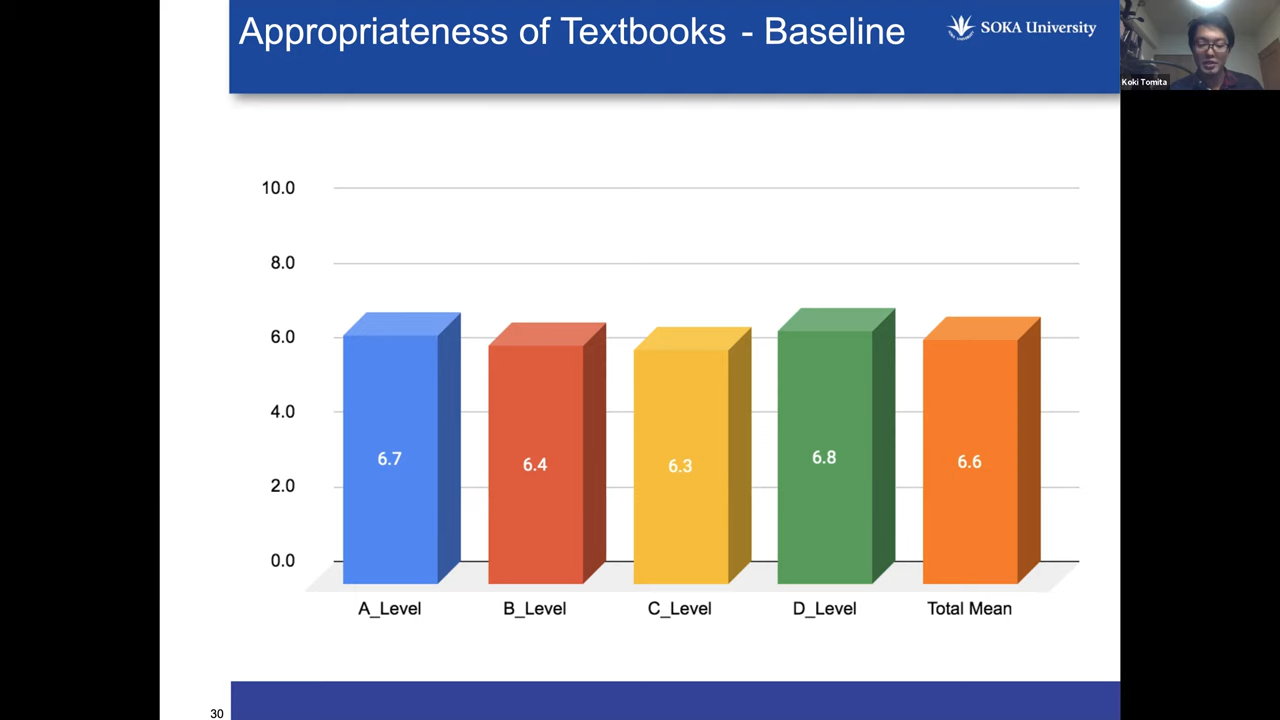 Appropriateness of Textbooks - Baseline
SOKA University
Koki Tomita
10.0
8.0
6.0
4.0
2.0
0.0
6.7
6.4
6.3
6.8
6.6
A_Level
B_Level
C_Level
D_Level
Total Mean
30